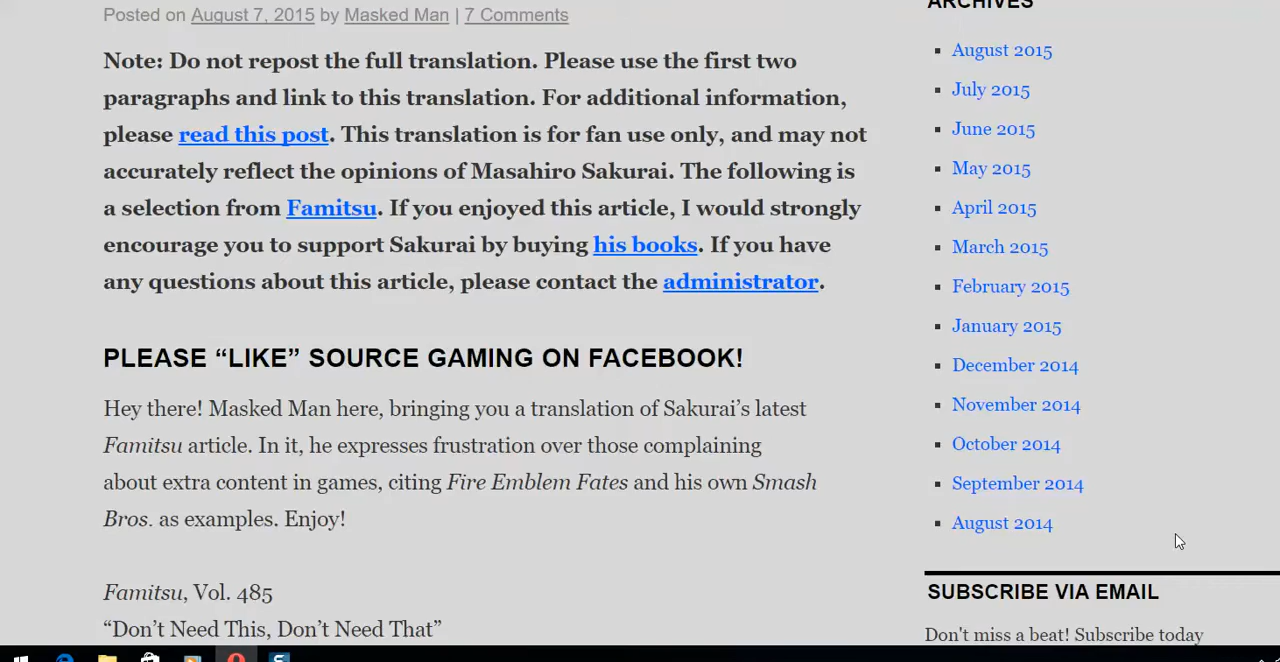 Posted on August 7, 2015 by Masked Man | 7 Comments
Note: Do not repost the full translation. Please use the first two
paragraphs and link to this translation. For additional information,
please read this post. This translation is for fan use only, and may not
accurately reflect the opinions of Masahiro Sakurai. The following is
a selection from Famitsu. If you enjoyed this article, I would strongly
encourage you to support Sakurai by buying his books. If you have
any questions about this article, please contact the administrator.
PLEASE “LIKE” SOURCE GAMING ON FACEBOOK!
Hey there! Masked Man here, bringing you a translation of Sakurai’s latest
Famitsu article. In it, he expresses frustration over those complaining
about extra content in games, citing Fire Emblem Fates and his own Smash
Bros. as examples. Enjoy!
Famitsu, Vol. 485
“Don’t Need This, Don’t Need That”
ARCHIVES
August 2015
July 2015
June 2015
May 2015
April 2015
March 2015
February 2015
January 2015
December 2014
November 2014
October 2014
September 2014
August 2014
SUBSCRIBE VIA EMAIL
Don't miss a beat! Subscribe today